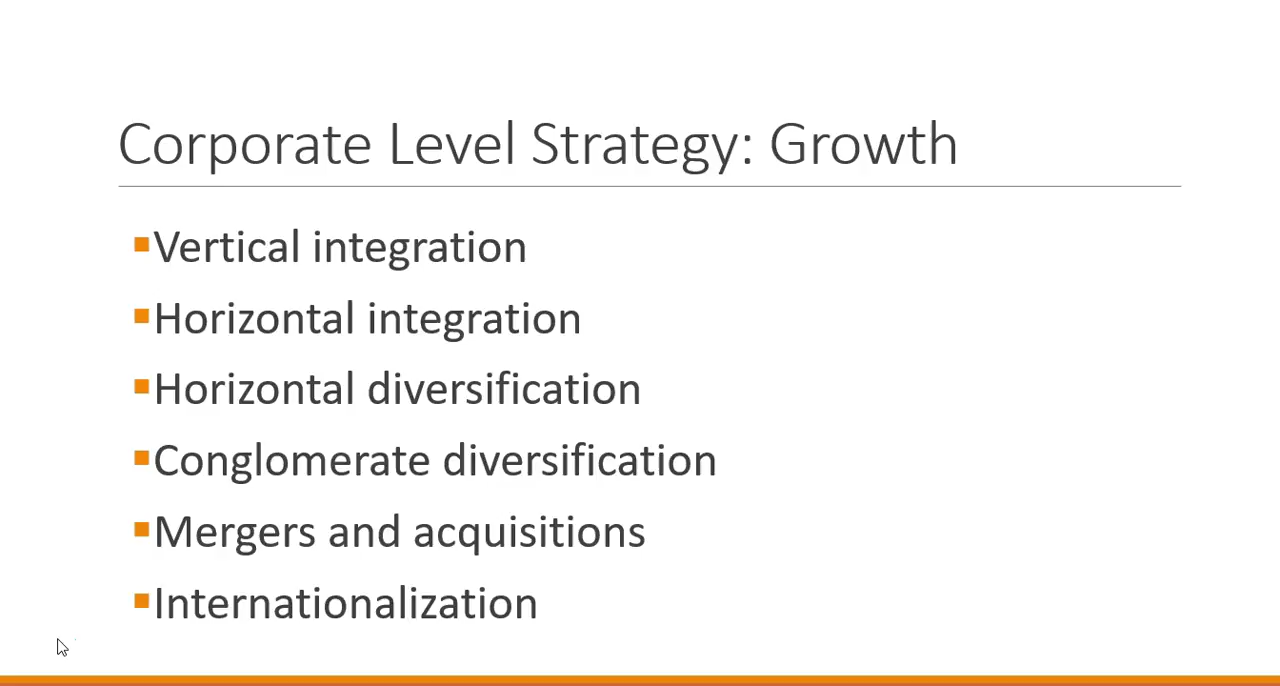 Corporate Level Strategy: Growth
▪Vertical integration
▪Horizontal integration
▪Horizontal diversification
▪Conglomerate diversification
▪Mergers and acquisitions
▪Internationalization